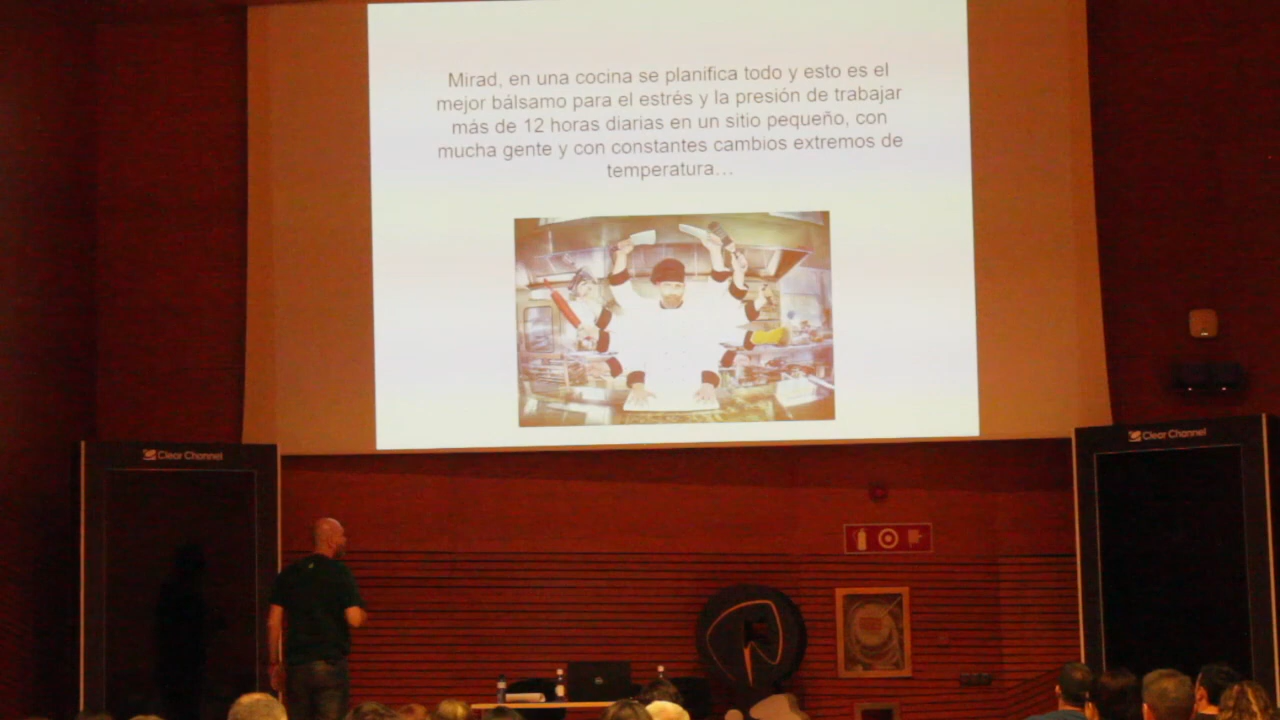 Mirad, en una cocina se planifica todo y esto es el
mejor bálsamo para el estrés y la presión de trabajar
más de 12 horas diarias en un sitio pequeño, con
mucha gente y con constantes cambios extremos de
temperatura…
Clear Channel
Clear Channel